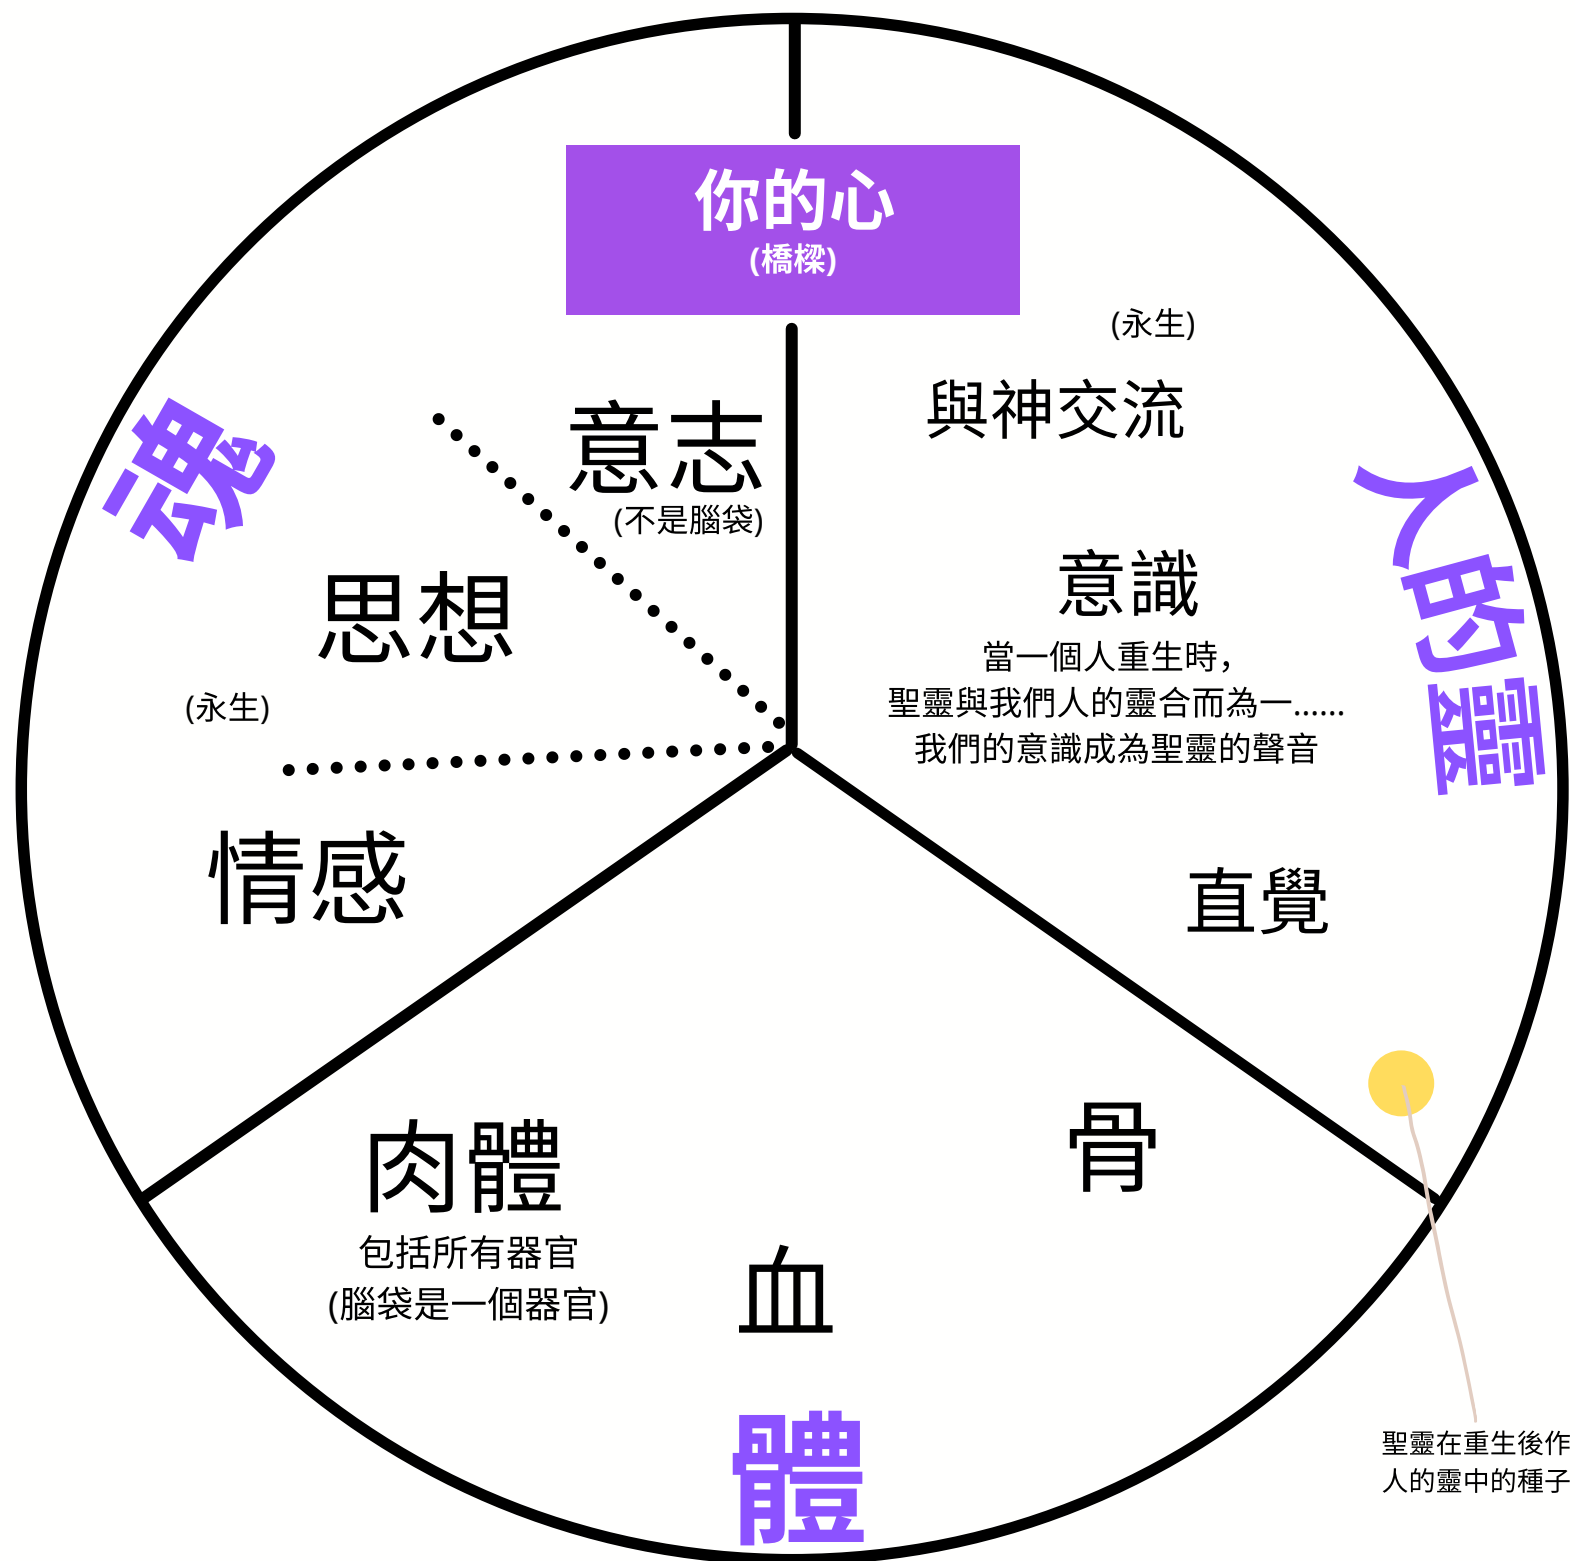 你的心
(橋樑)
魂
意志
(不是腦袋)
思想
(永生)
情感
(永生)
與神交流
意識
當一個人重生時，
聖靈與我們人的靈合而為一......
我們的意識成為聖靈的聲音
直覺
人的靈
肉體
包括所有器官
(腦袋是一個器官)
血
骨
體
聖靈在重生後作
人的靈中的種子